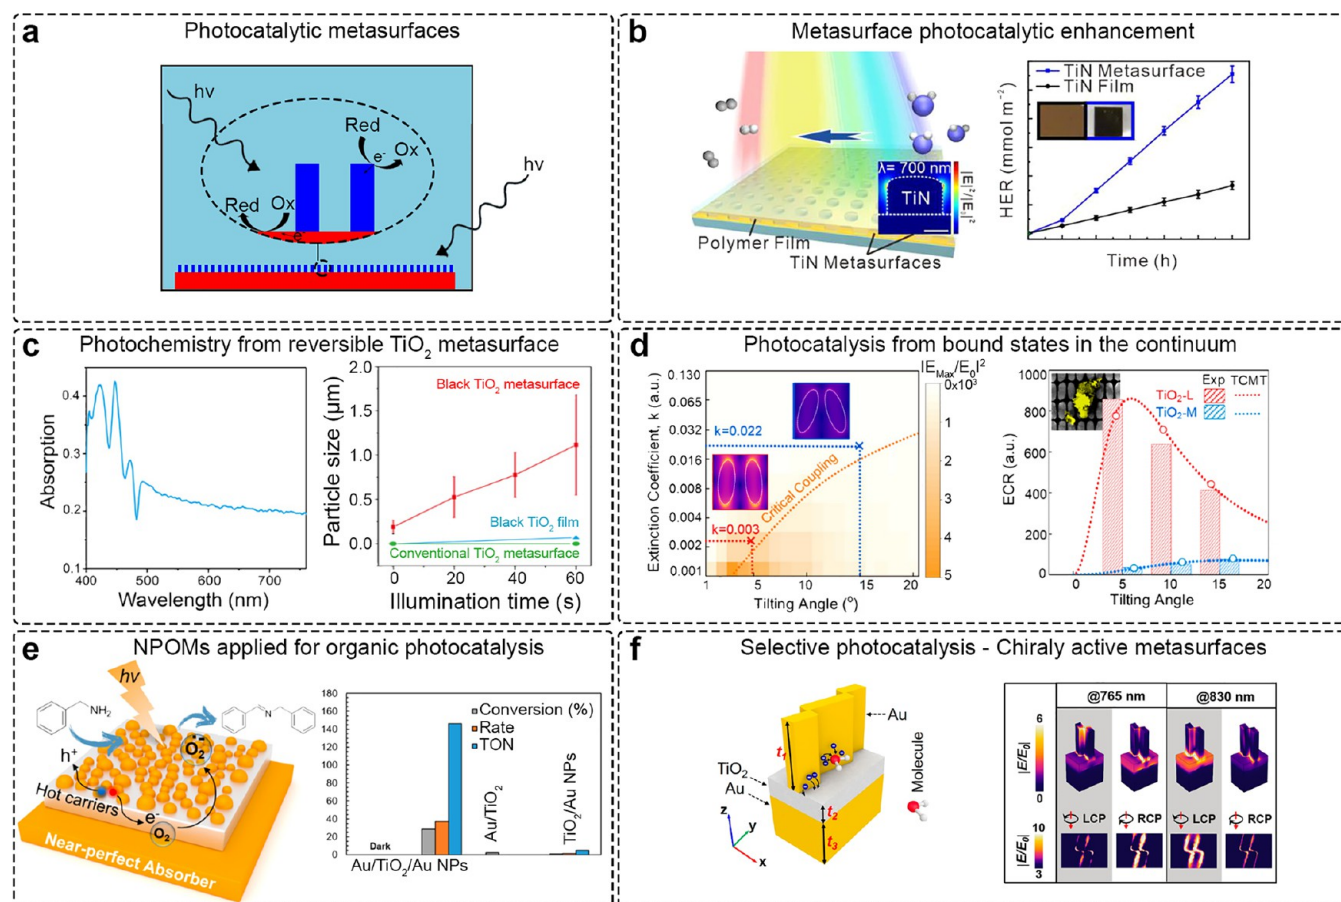 a
Photocatalytic metasurfaces
hv
Red
Ox
e-
hv
Red
Ox
e-
b
Metasurface photocatalytic enhancement
λ= 700 nm
TiN
|E|²/|E₀|²
Polymer Film
TiN Metasurfaces
TiN Metasurface
TiN Film
HER (mmol m⁻²)
Time (h)
c
Photochemistry from reversible TiO₂ metasurface
0.4
0.3
0.2
0.1
Absorption
400
500
600
700
Wavelength (nm)
2.0
1.5
1.0
0.5
0.0
Particle size (µm)
Black TiO₂ metasurface
Black TiO₂ film
Conventional TiO₂ metasurface
0
20
40
60
Illumination time (s)
d
Photocatalysis from bound states in the continuum
|E_Max/E₀|²
0x10³
1
2
3
4
5
0.130
0.065
0.032
0.016
0.008
0.004
0.002
0.001
Extinction Coefficient, k (a.u.)
k=0.022
k=0.003
Critical Coupling
1
5
10
15
20
Tilting Angle (°)
1000
800
600
400
200
0
ECR (a.u.)
Exp TCMT
TiO₂-L
TiO₂-M
0
5
10
15
20
Tilting Angle
e
NPOMs applied for organic photocatalysis
hv
NH₂
N
O₂
h⁺
Hot carriers
e-
O₂
Near-perfect Absorber
180
160
140
120
100
80
60
40
20
0
Conversion (%)
Rate
TON
Dark
Au/TiO₂/Au NPs
Au/TiO₂
TiO₂/Au NPs
f
Selective photocatalysis - Chiraly active metasurfaces
Au
t₁
TiO₂
Au
t₂
t₃
Molecule
z
y
x
@765 nm
@830 nm
6
|E/E₀|
0
LCP
RCP
LCP
RCP
10
|E/E₀|
3